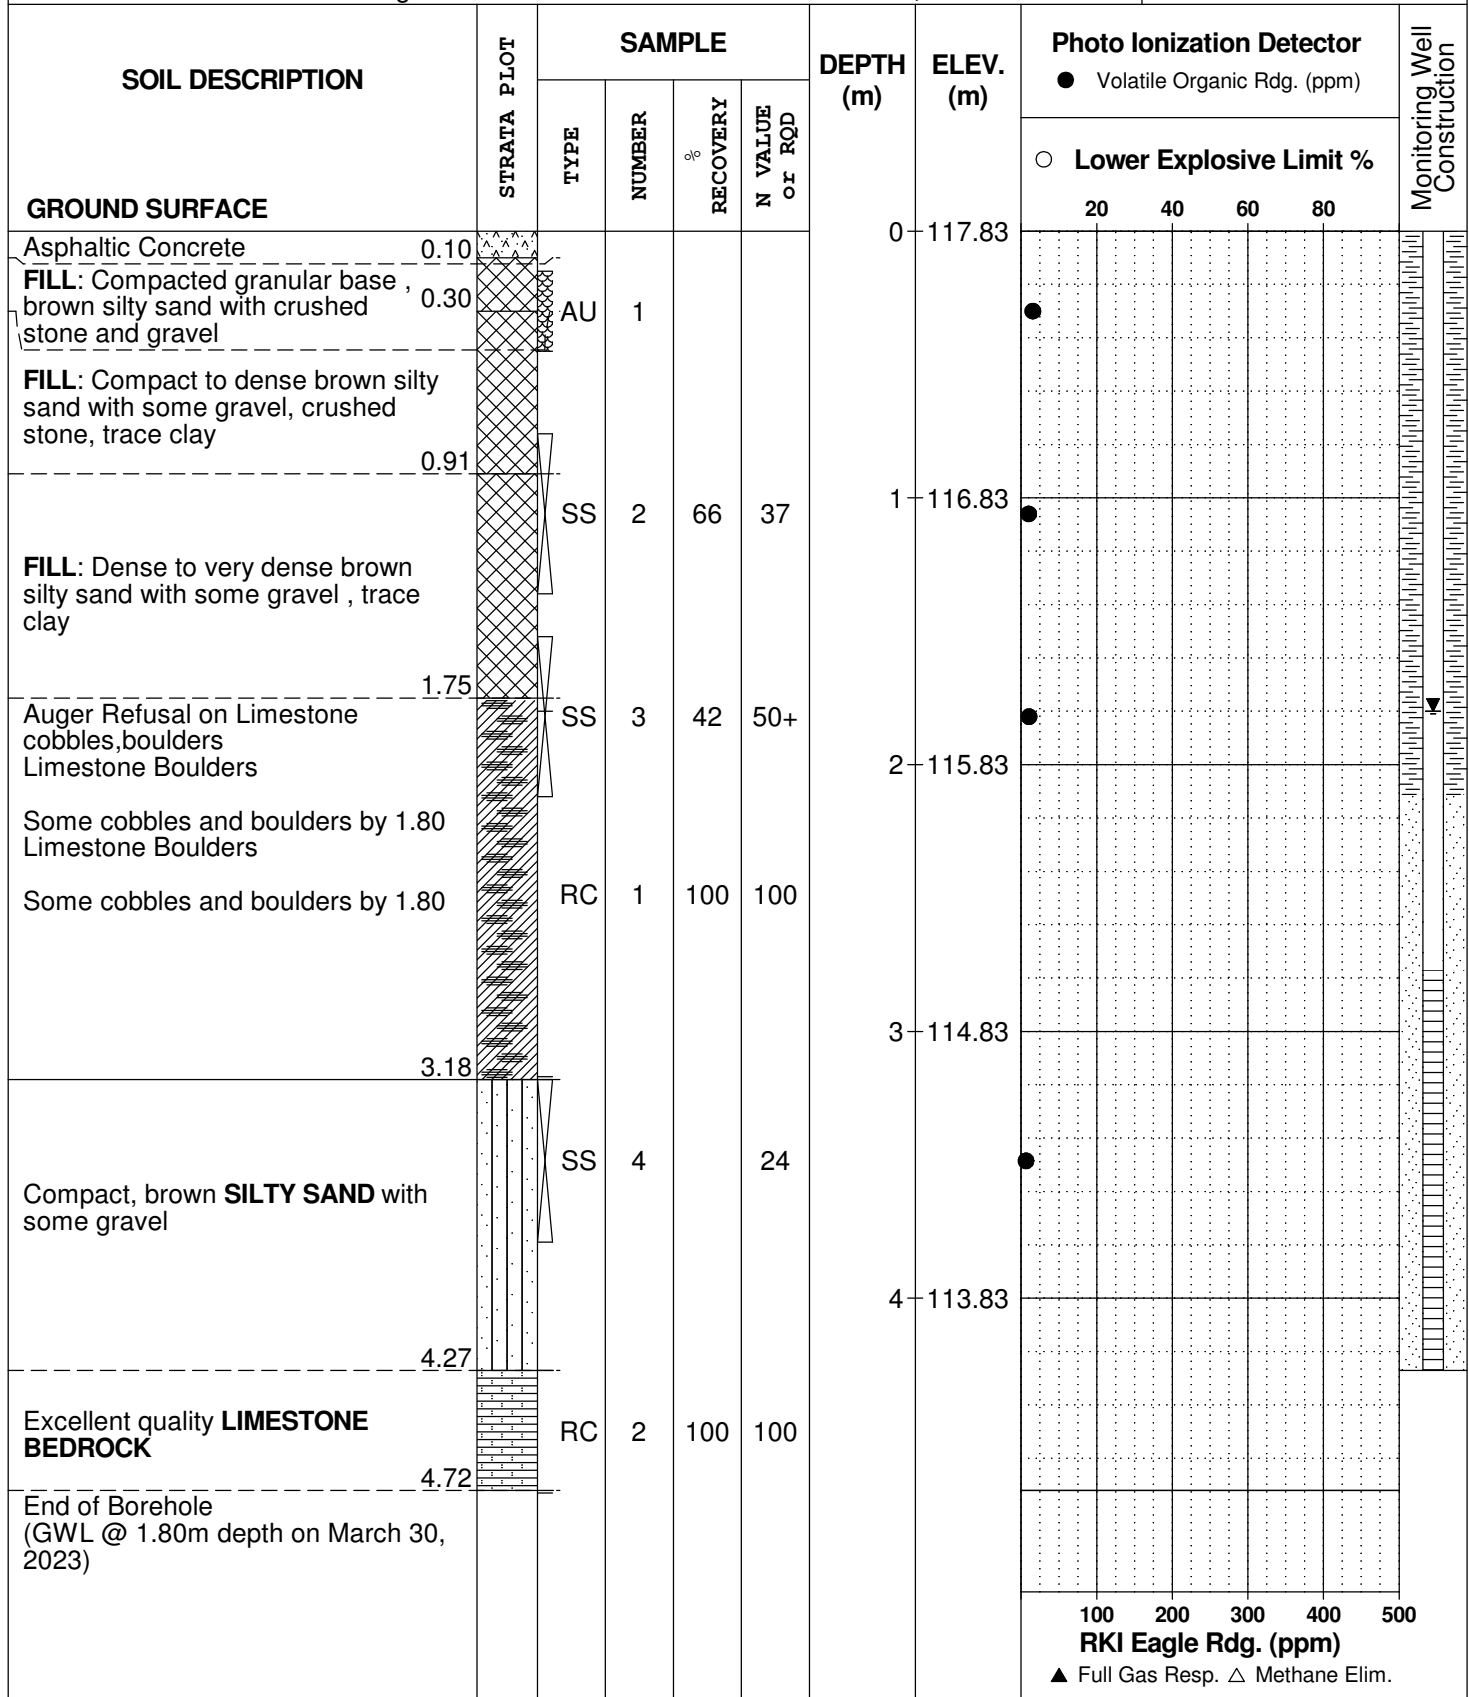 SOIL DESCRIPTION
GROUND SURFACE
STRATA PLOT
SAMPLE
TYPE
NUMBER
%
RECOVERY
N VALUE
or RQD
DEPTH
(m)
ELEV.
(m)
Photo Ionization Detector
● Volatile Organic Rdg. (ppm)
○ Lower Explosive Limit %
20 40 60 80
Monitoring Well
Construction
0 117.83
Asphaltic Concrete 0.10
FILL: Compacted granular base ,
brown silty sand with crushed 0.30
stone and gravel
AU 1
FILL: Compact to dense brown silty
sand with some gravel, crushed
stone, trace clay
0.91
1 116.83
SS 2 66 37
FILL: Dense to very dense brown
silty sand with some gravel , trace
clay
1.75
Auger Refusal on Limestone
cobbles,boulders
Limestone Boulders
SS 3 42 50+
2 115.83
Some cobbles and boulders by 1.80
Limestone Boulders
Some cobbles and boulders by 1.80
RC 1 100 100
3 114.83
3.18
SS 4 24
Compact, brown SILTY SAND with
some gravel
4 113.83
4.27
Excellent quality LIMESTONE
BEDROCK
RC 2 100 100
4.72
End of Borehole
(GWL @ 1.80m depth on March 30,
2023)
100 200 300 400 500
RKI Eagle Rdg. (ppm)
▲ Full Gas Resp. △ Methane Elim.